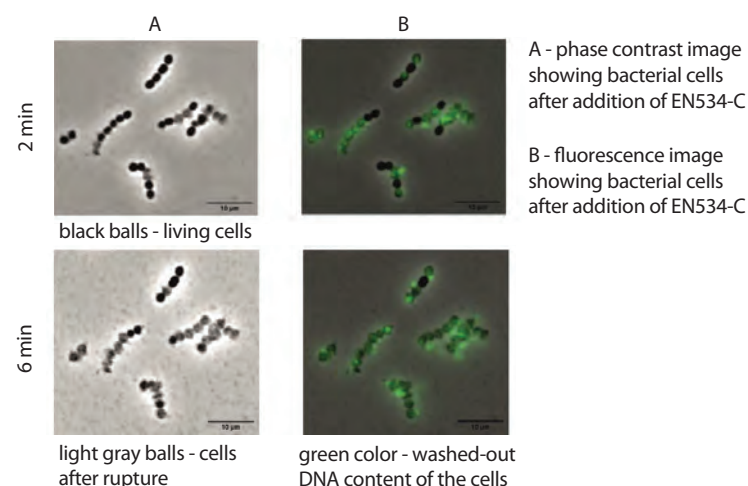 A
B
A - phase contrast image
showing bacterial cells
after addition of EN534-C
B - fluorescence image
showing bacterial cells
after addition of EN534-C
2 min
10 µm
10 µm
black balls - living cells
6 min
10 µm
10 µm
light gray balls - cells
after rupture
green color - washed-out
DNA content of the cells